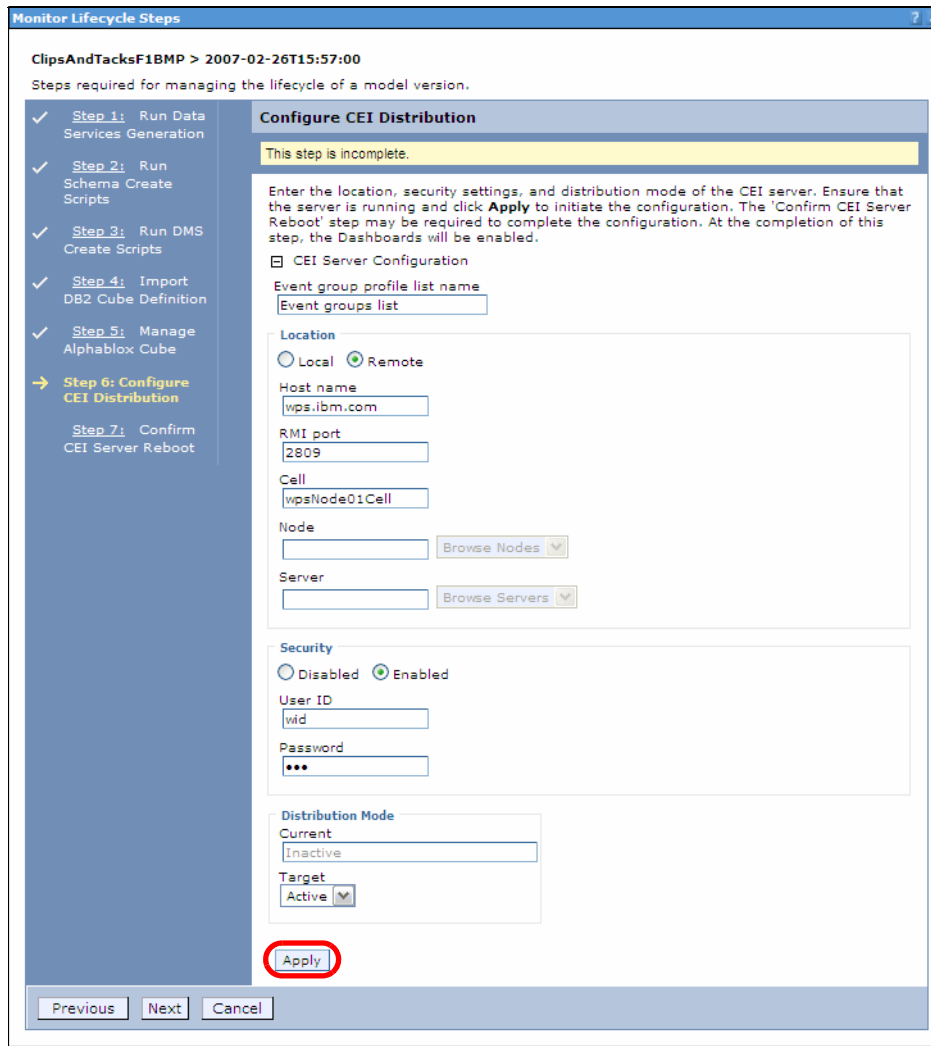 Monitor Lifecycle Steps ?
ClipsAndTacksF1BMP > 2007-02-26T15:57:00
Steps required for managing the lifecycle of a model version.
Step 1: Run Data
Services Generation
Step 2: Run
Schema Create
Scripts
Step 3: Run DMS
Create Scripts
Step 4: Import
DB2 Cube Definition
Step 5: Manage
Alphablox Cube
Step 6: Configure
CEI Distribution
Step 7: Confirm
CEI Server Reboot
Configure CEI Distribution
This step is incomplete.
Enter the location, security settings, and distribution mode of the CEI server. Ensure that
the server is running and click Apply to initiate the configuration. The 'Confirm CEI Server
Reboot' step may be required to complete the configuration. At the completion of this
step, the Dashboards will be enabled.
CEI Server Configuration
Event group profile list name
Event groups list
Location
Local Remote
Host name
wps.ibm.com
RMI port
2809
Cell
wpsNode01Cell
Node
Browse Nodes
Server
Browse Servers
Security
Disabled Enabled
User ID
wid
Password
•••
Distribution Mode
Current
Inactive
Target
Active
Apply
Previous Next Cancel